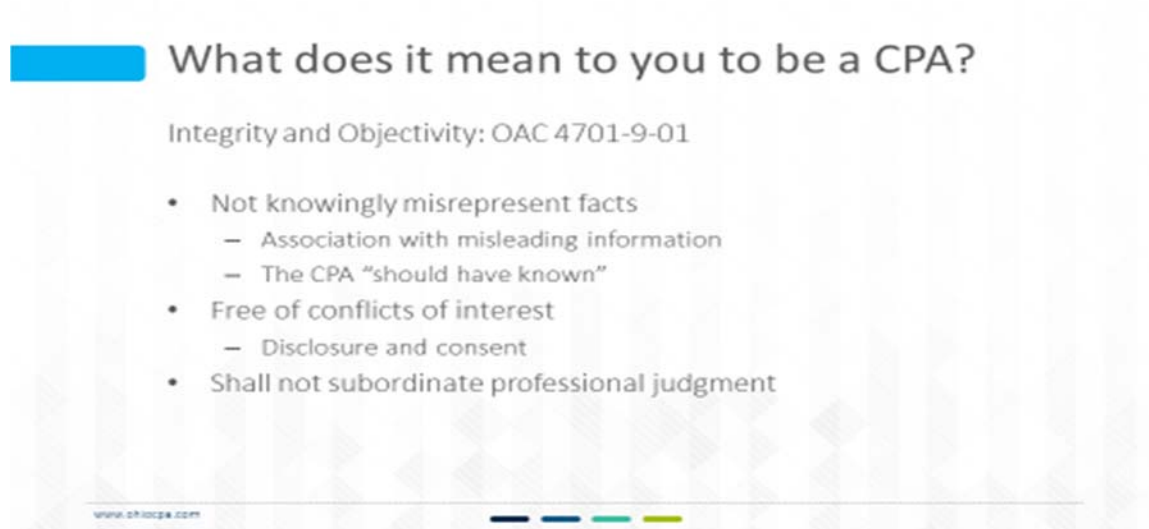 What does it mean to you to be a CPA?
Integrity and Objectivity: OAC 4701-9-01
• Not knowingly misrepresent facts
– Association with misleading information
– The CPA “should have known”
• Free of conflicts of interest
– Disclosure and consent
• Shall not subordinate professional judgment
www.ohiocpa.com